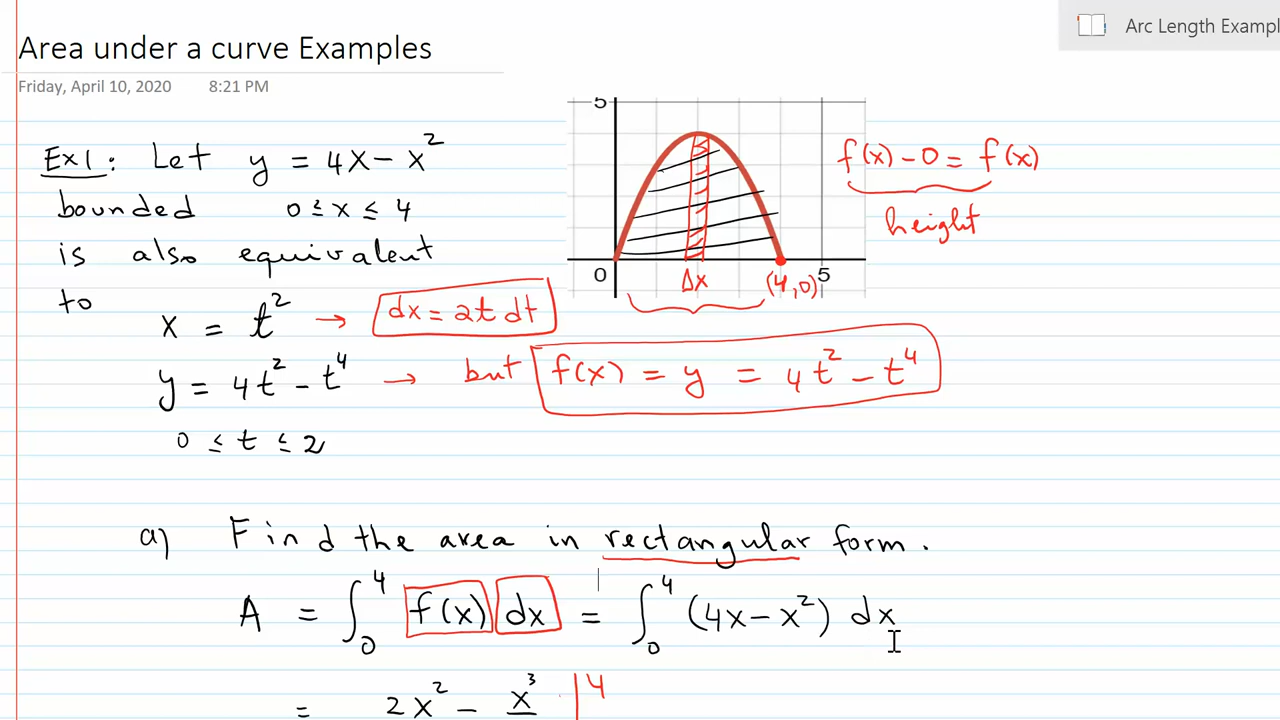 Arc Length Exampl
Area under a curve Examples
Friday, April 10, 2020 8:21 PM
Ex1: Let y = 4x - x²
bounded 0 ≤ x ≤ 4
is also equivalent
to
x = t² → dx = 2t dt
y = 4t² - t⁴ → but f(x) = y = 4t² - t⁴
0 ≤ t ≤ 2
5
f(x) - 0 = f(x)
height
0 Δx (4,0) 5
a) Find the area in rectangular form.
A = ∫₀⁴ f(x) dx = ∫₀⁴ (4x - x²) dx
= 2x² - x³ |⁴